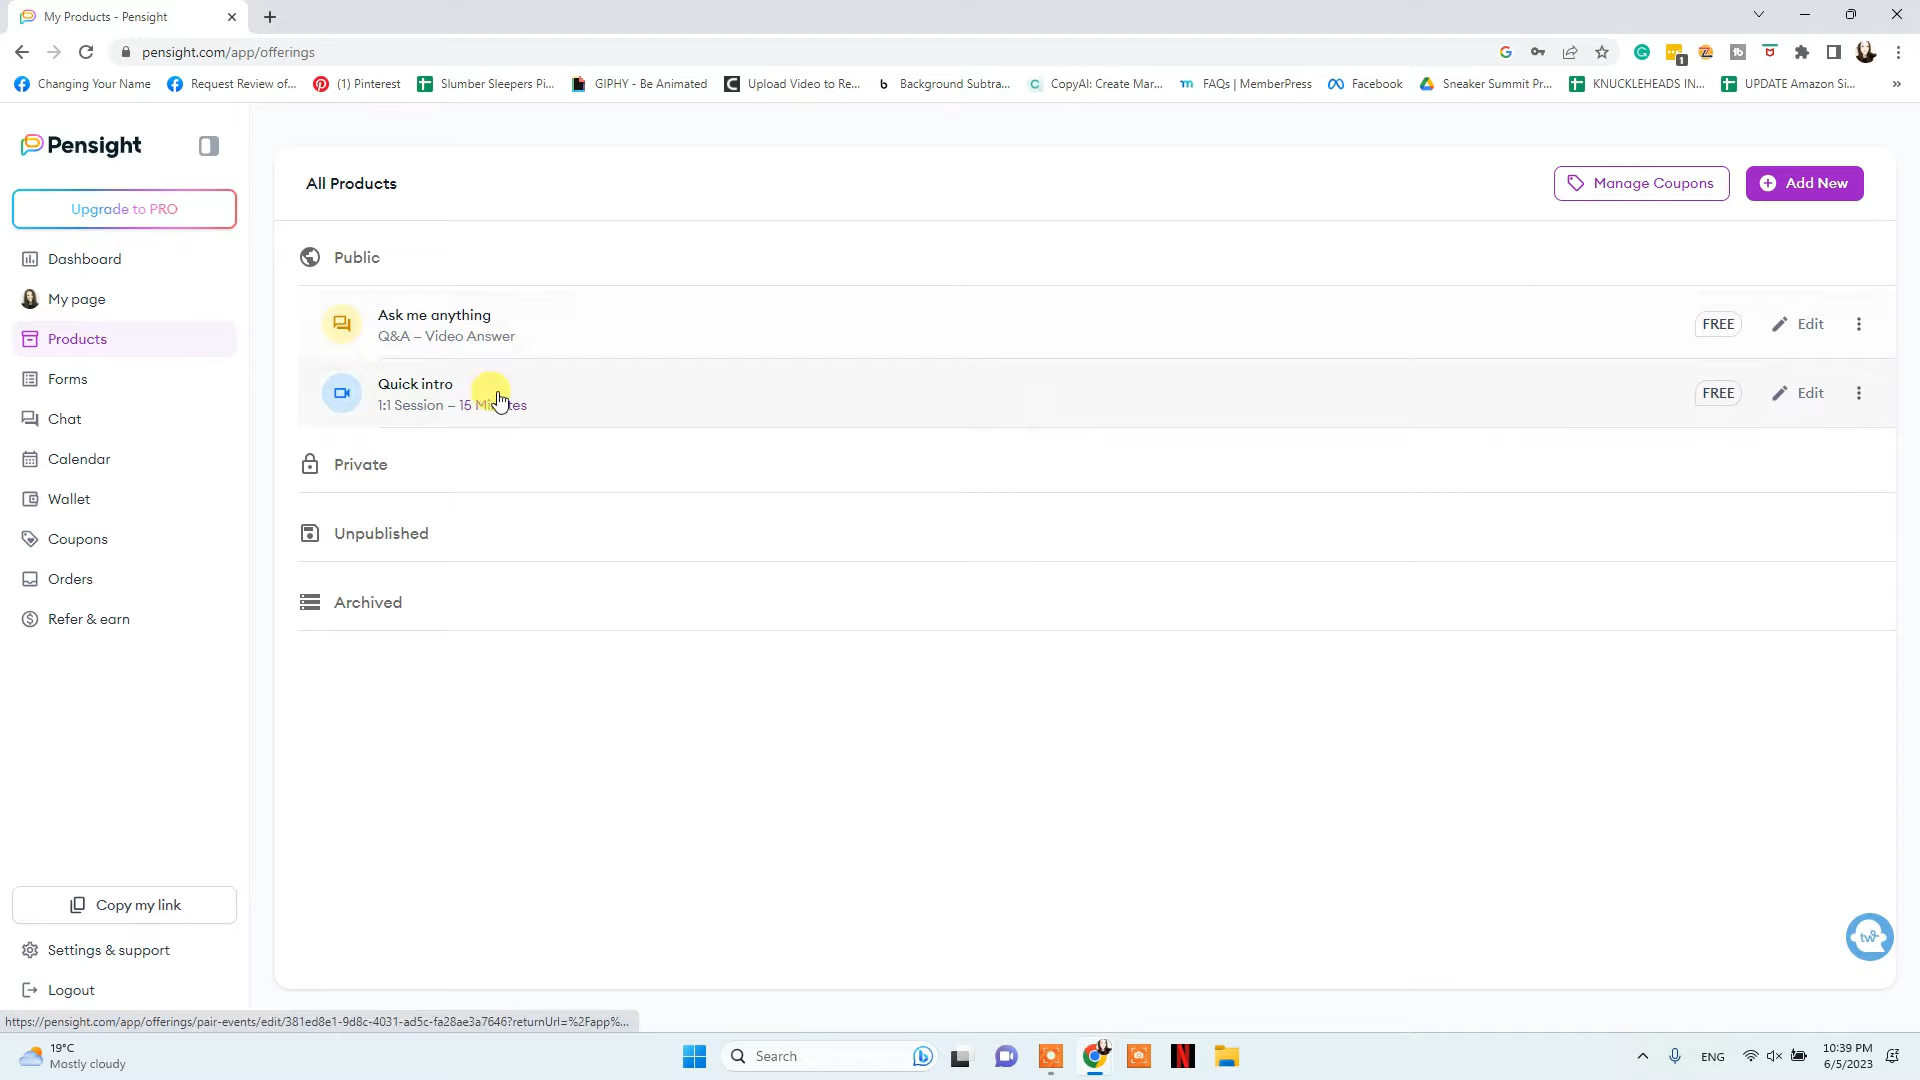 My Products - Pensight
pensight.com/app/offerings
1
Changing Your Name
Request Review of...
(1) Pinterest
Slumber Sleepers Pi...
GIPHY - Be Animated
Upload Video to Re...
b Background Subtra...
CopyAI: Create Mar...
FAQs | MemberPress
Facebook
Sneaker Summit Pr...
KNUCKLEHEADS IN...
UPDATE Amazon Si...
»
Pensight
Upgrade to PRO
Dashboard
My page
Products
Forms
Chat
Calendar
Wallet
Coupons
Orders
Refer & earn
Copy my link
Settings & support
Logout
All Products
Manage Coupons
Add New
Public
Ask me anything
Q&A – Video Answer
FREE
Edit
Quick intro
1:1 Session – 15 Minutes
FREE
Edit
Private
Unpublished
Archived
https://pensight.com/app/offerings/pair-events/edit/381ed8e1-9d8c-4031-ad5c-fa28ae3a7646?returnUrl=%2Fapp%...
19°C
Mostly cloudy
Search
ENG
10:39 PM
6/5/2023